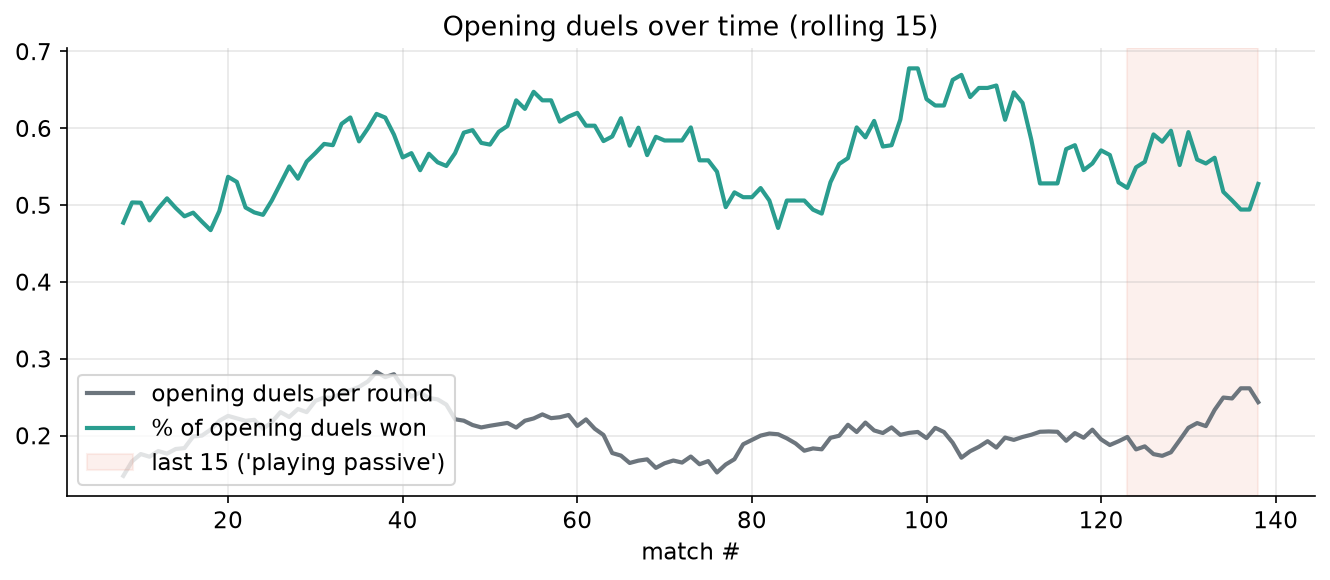 Opening duels over time (rolling 15)
0.7
0.6
0.5
0.4
0.3
0.2
opening duels per round
% of opening duels won
last 15 ('playing passive')
20 40 60 80 100 120 140
match #